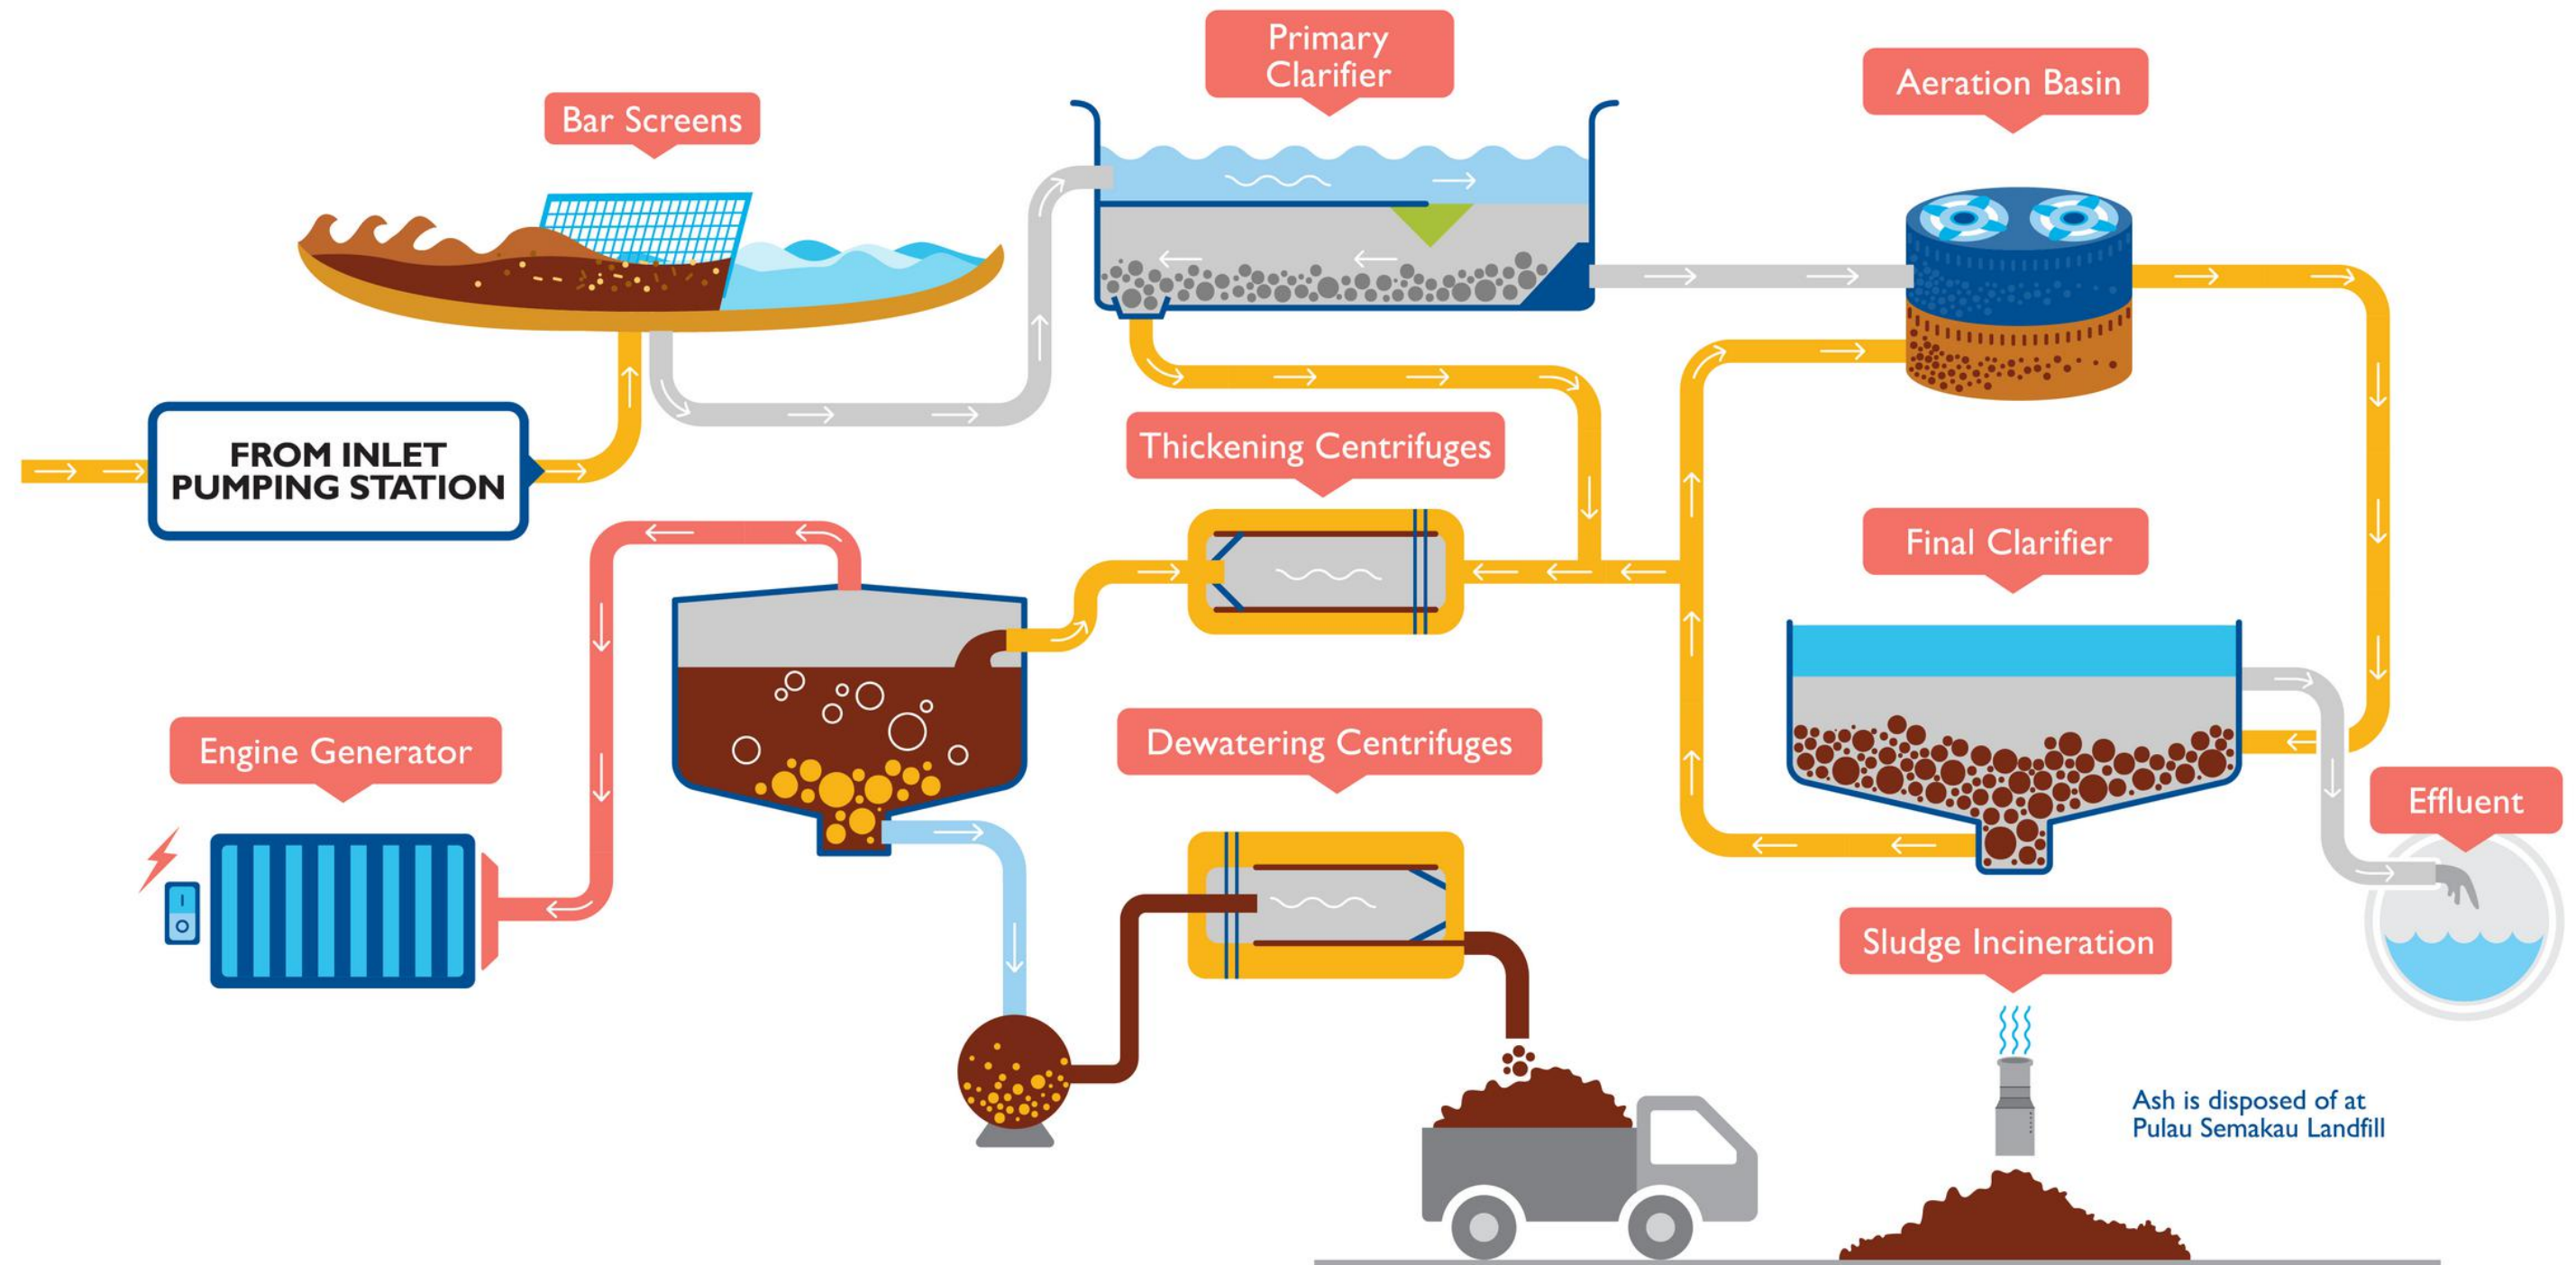 Primary
Clarifier
Aeration Basin
Bar Screens
FROM INLET
PUMPING STATION
Thickening Centrifuges
Final Clarifier
Engine Generator
Dewatering Centrifuges
Effluent
Sludge Incineration
Ash is disposed of at
Pulau Semakau Landfill